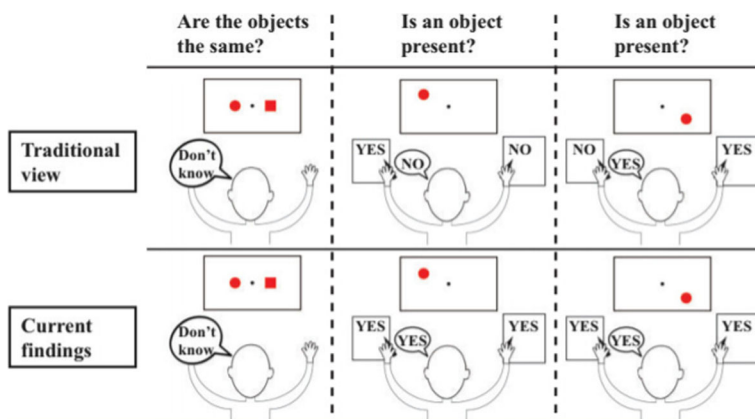 Are the objects
the same?
Is an object
present?
Is an object
present?
Traditional
view
Don't
know
YES
NO
NO
NO
YES
YES
Current
findings
Don't
know
YES
YES
YES
YES
YES
YES